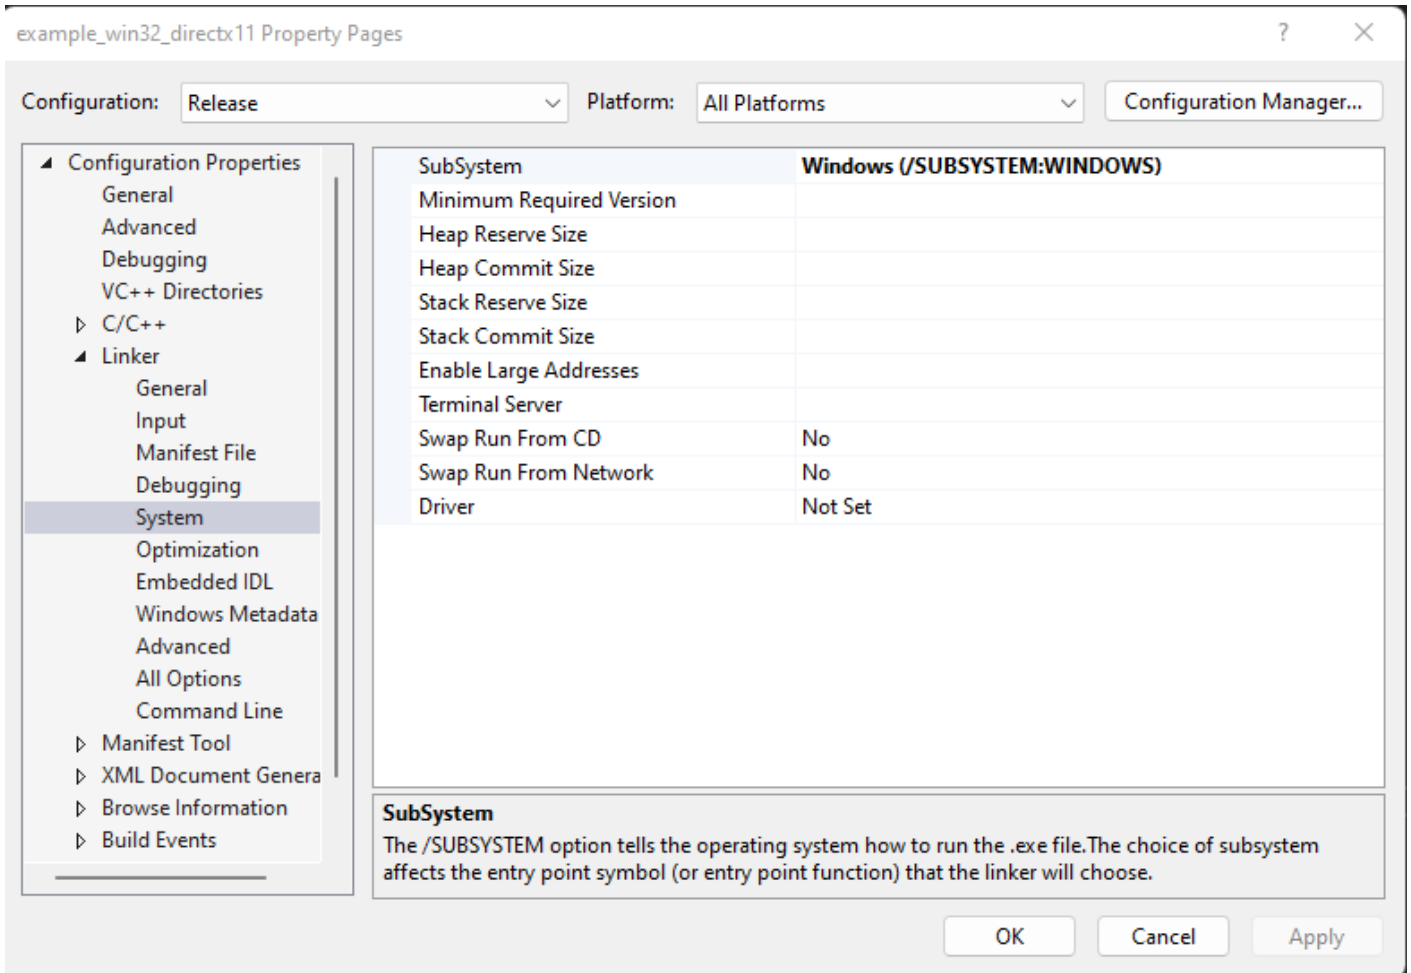 example_win32_directx11 Property Pages
Configuration: Release Platform: All Platforms Configuration Manager...
Configuration Properties
General
Advanced
Debugging
VC++ Directories
C/C++
Linker
General
Input
Manifest File
Debugging
System
Optimization
Embedded IDL
Windows Metadata
Advanced
All Options
Command Line
Manifest Tool
XML Document Genera
Browse Information
Build Events
SubSystem Windows (/SUBSYSTEM:WINDOWS)
Minimum Required Version
Heap Reserve Size
Heap Commit Size
Stack Reserve Size
Stack Commit Size
Enable Large Addresses
Terminal Server
Swap Run From CD No
Swap Run From Network No
Driver Not Set
SubSystem
The /SUBSYSTEM option tells the operating system how to run the .exe file.The choice of subsystem
affects the entry point symbol (or entry point function) that the linker will choose.
OK Cancel Apply